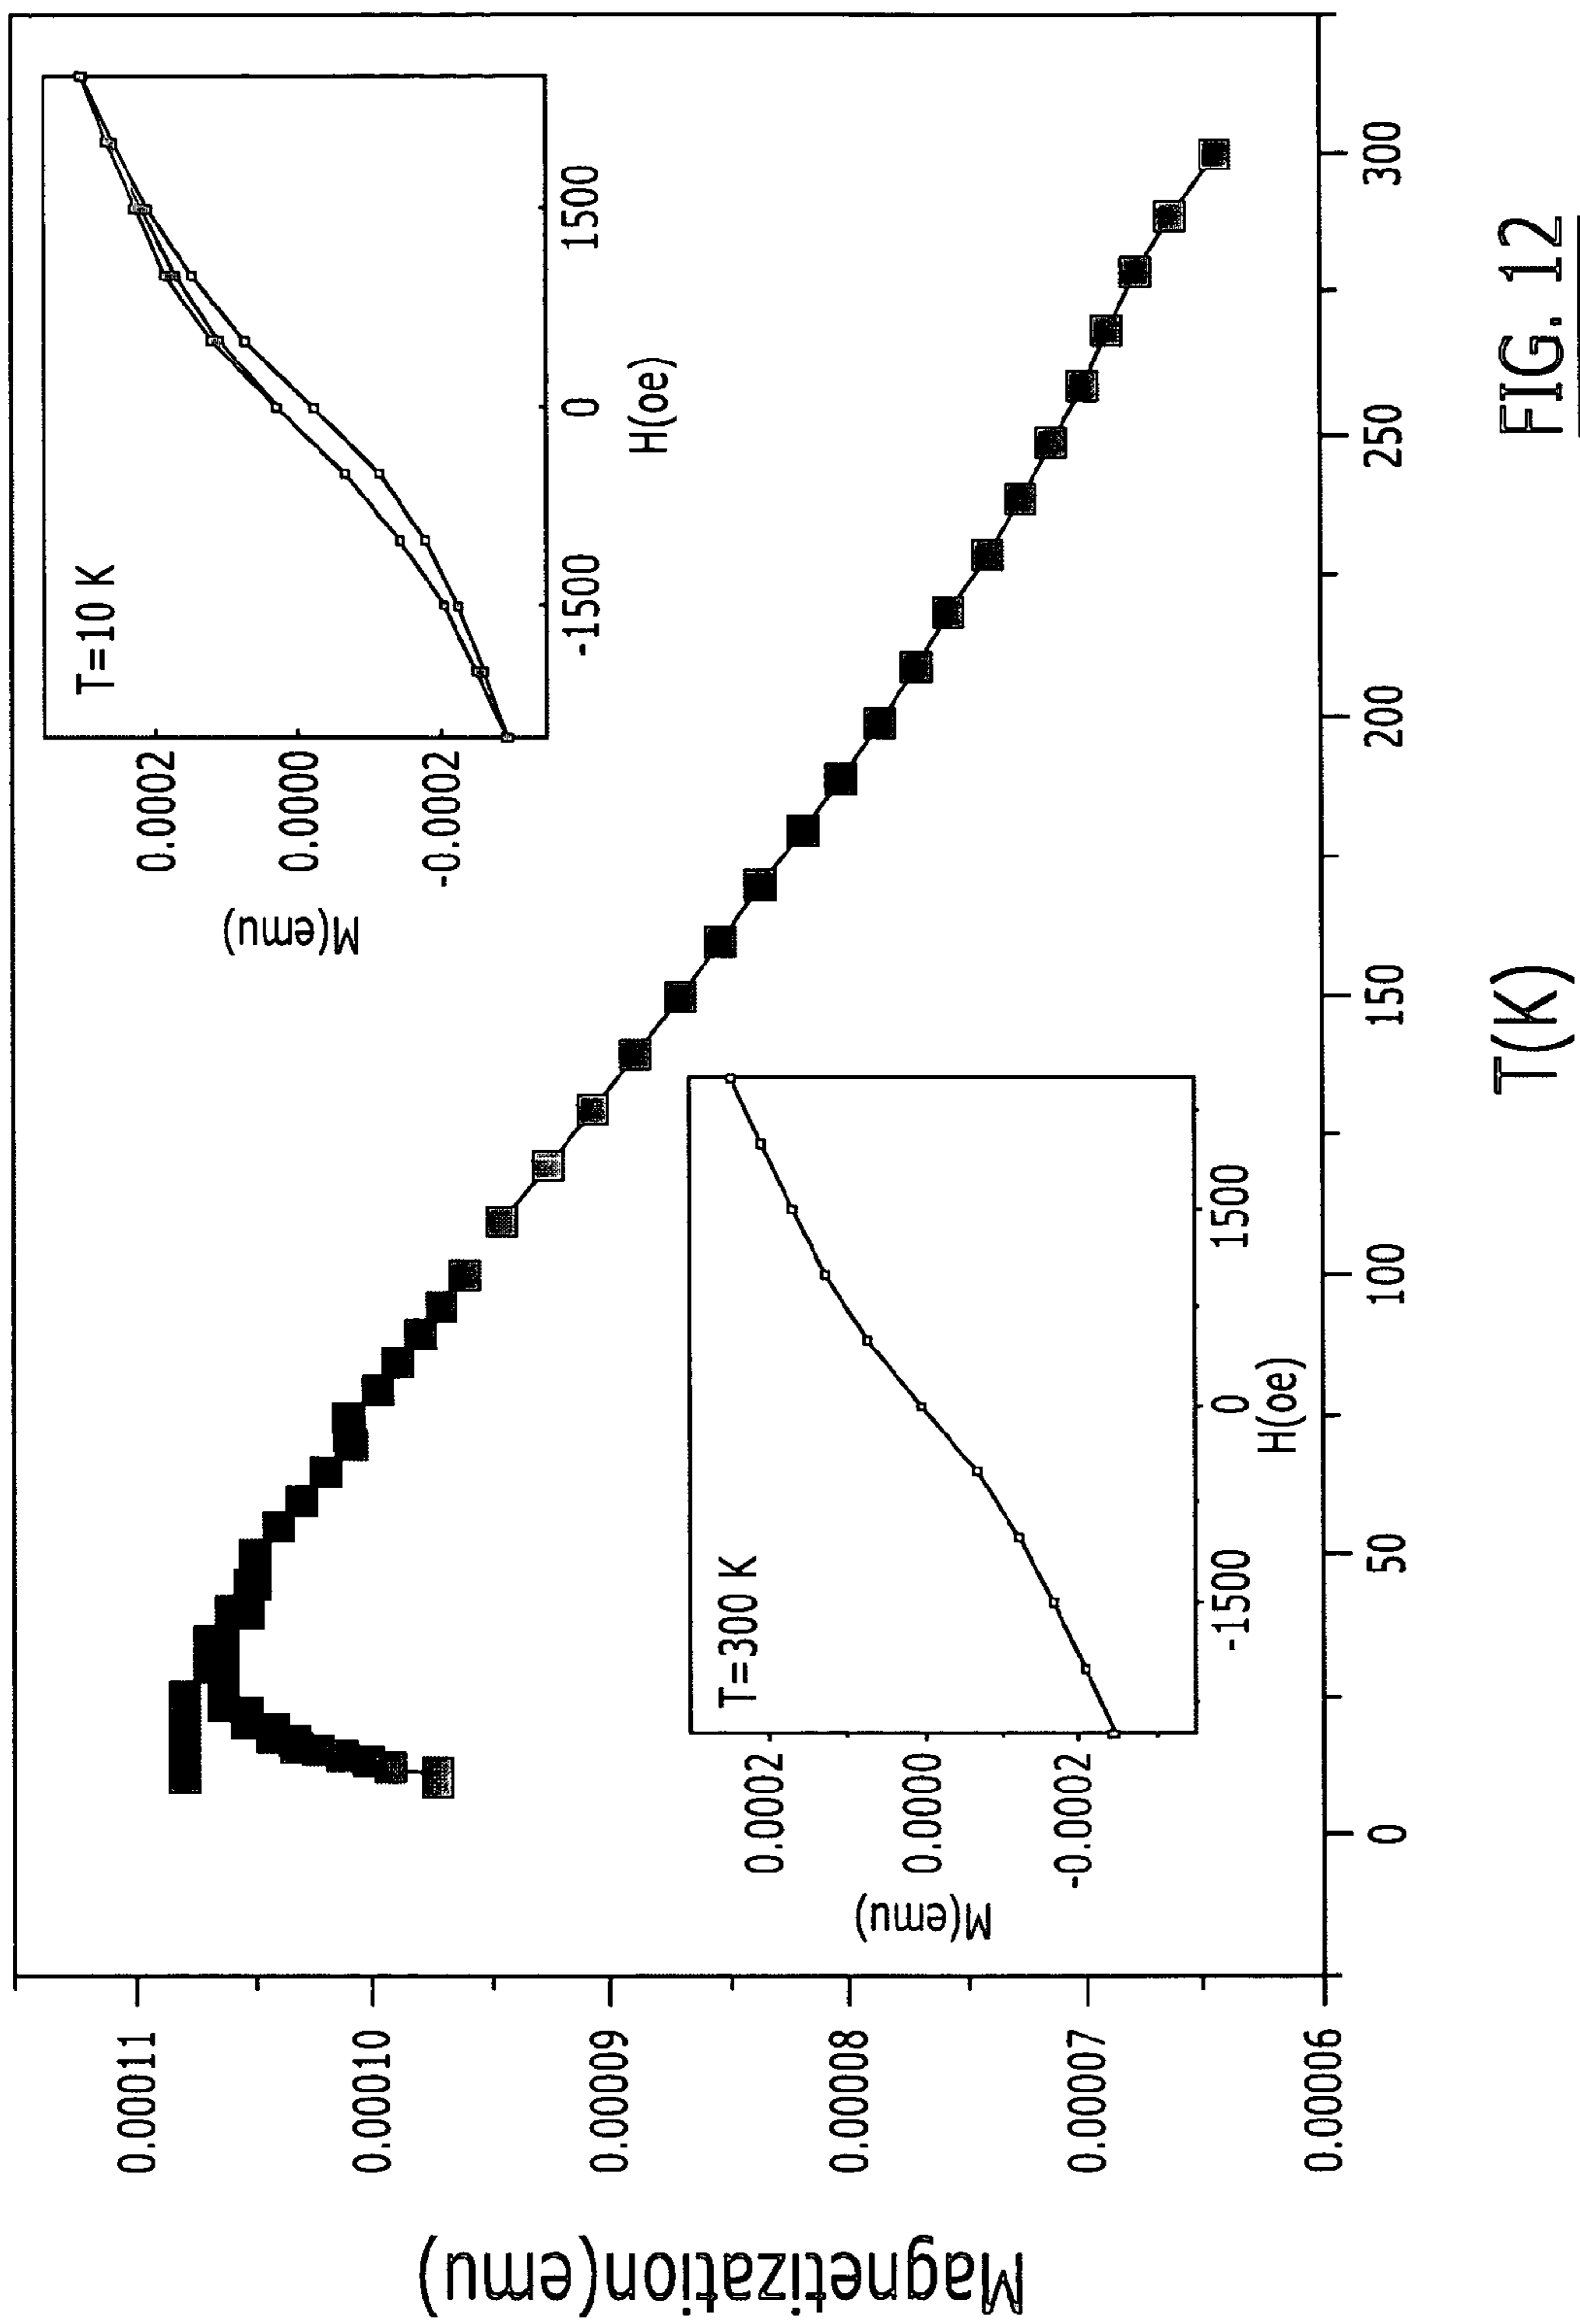 Magnetization(emu)
0.00011
0.00010
0.00009
0.00008
0.00007
0.00006
0
50
100
150
200
250
300
T(K)
M(emu)
0.0002
0.0000
-0.0002
T=10 K
-1500
0
1500
H(oe)
M(emu)
0.0002
0.0000
-0.0002
T=300 K
-1500
0
1500
H(oe)
FIG. 12